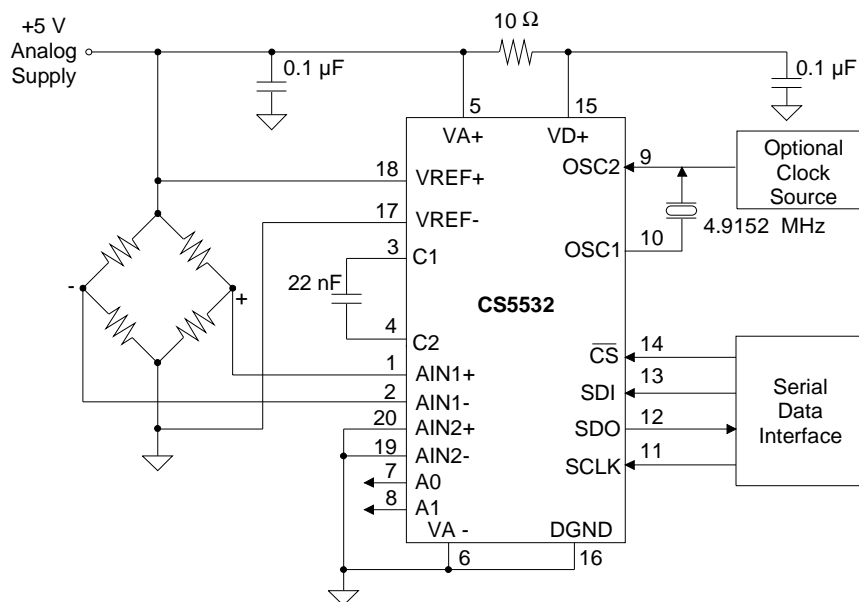 +5 V
Analog
Supply
10 Ω
0.1 µF
0.1 µF
5
15
VA+
VD+
18
VREF+
17
VREF-
3
C1
22 nF
4
C2
1
AIN1+
2
AIN1-
20
AIN2+
19
AIN2-
7
A0
8
A1
VA -
6
DGND
16
-
+
CS5532
OSC2
9
Optional
Clock
Source
4.9152 MHz
OSC1
10
CS
14
SDI
13
SDO
12
SCLK
11
Serial
Data
Interface